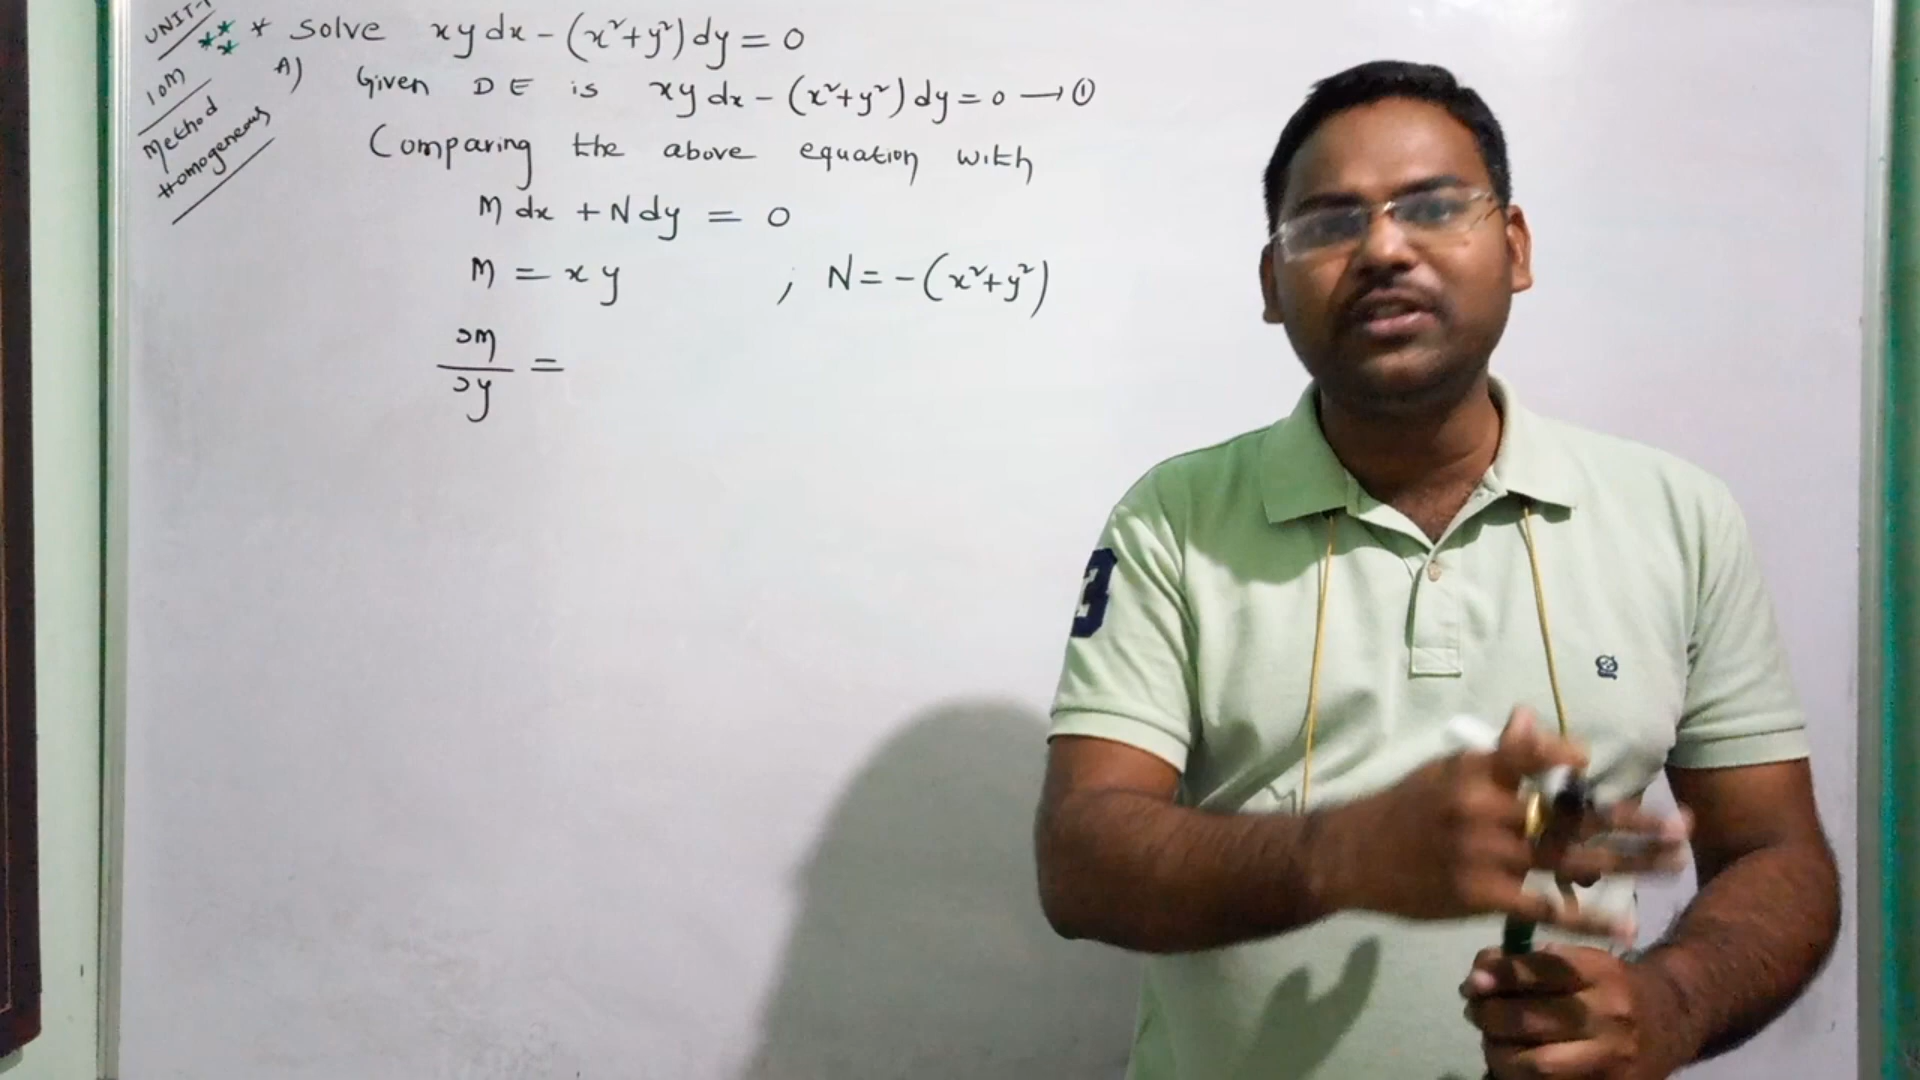 UNIT-1
10M
Method
Homogeneous
* Solve xy dx - (x²+y²) dy = 0
A) Given DE is xy dx - (x²+y²) dy = 0 → ①
Comparing the above equation with
M dx + N dy = 0
M = xy ; N = -(x²+y²)
∂M/∂y =